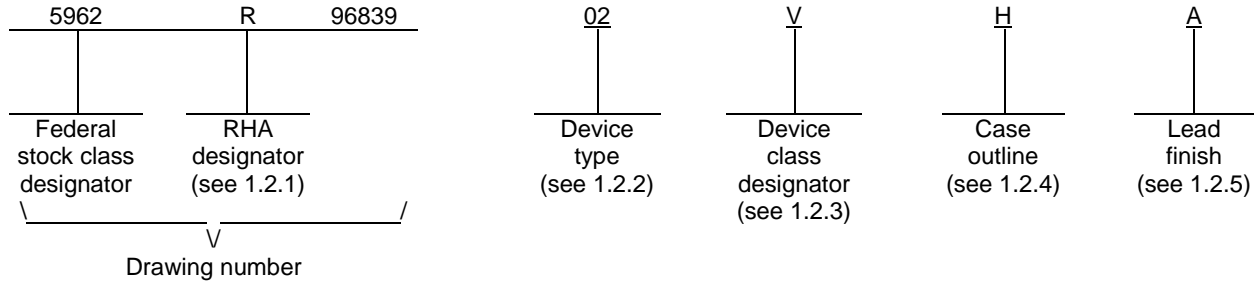 5962 R 96839 02 V H A
Federal stock class designator
RHA designator (see 1.2.1)
Device type (see 1.2.2)
Device class designator (see 1.2.3)
Case outline (see 1.2.4)
Lead finish (see 1.2.5)
\ /
\/
Drawing number